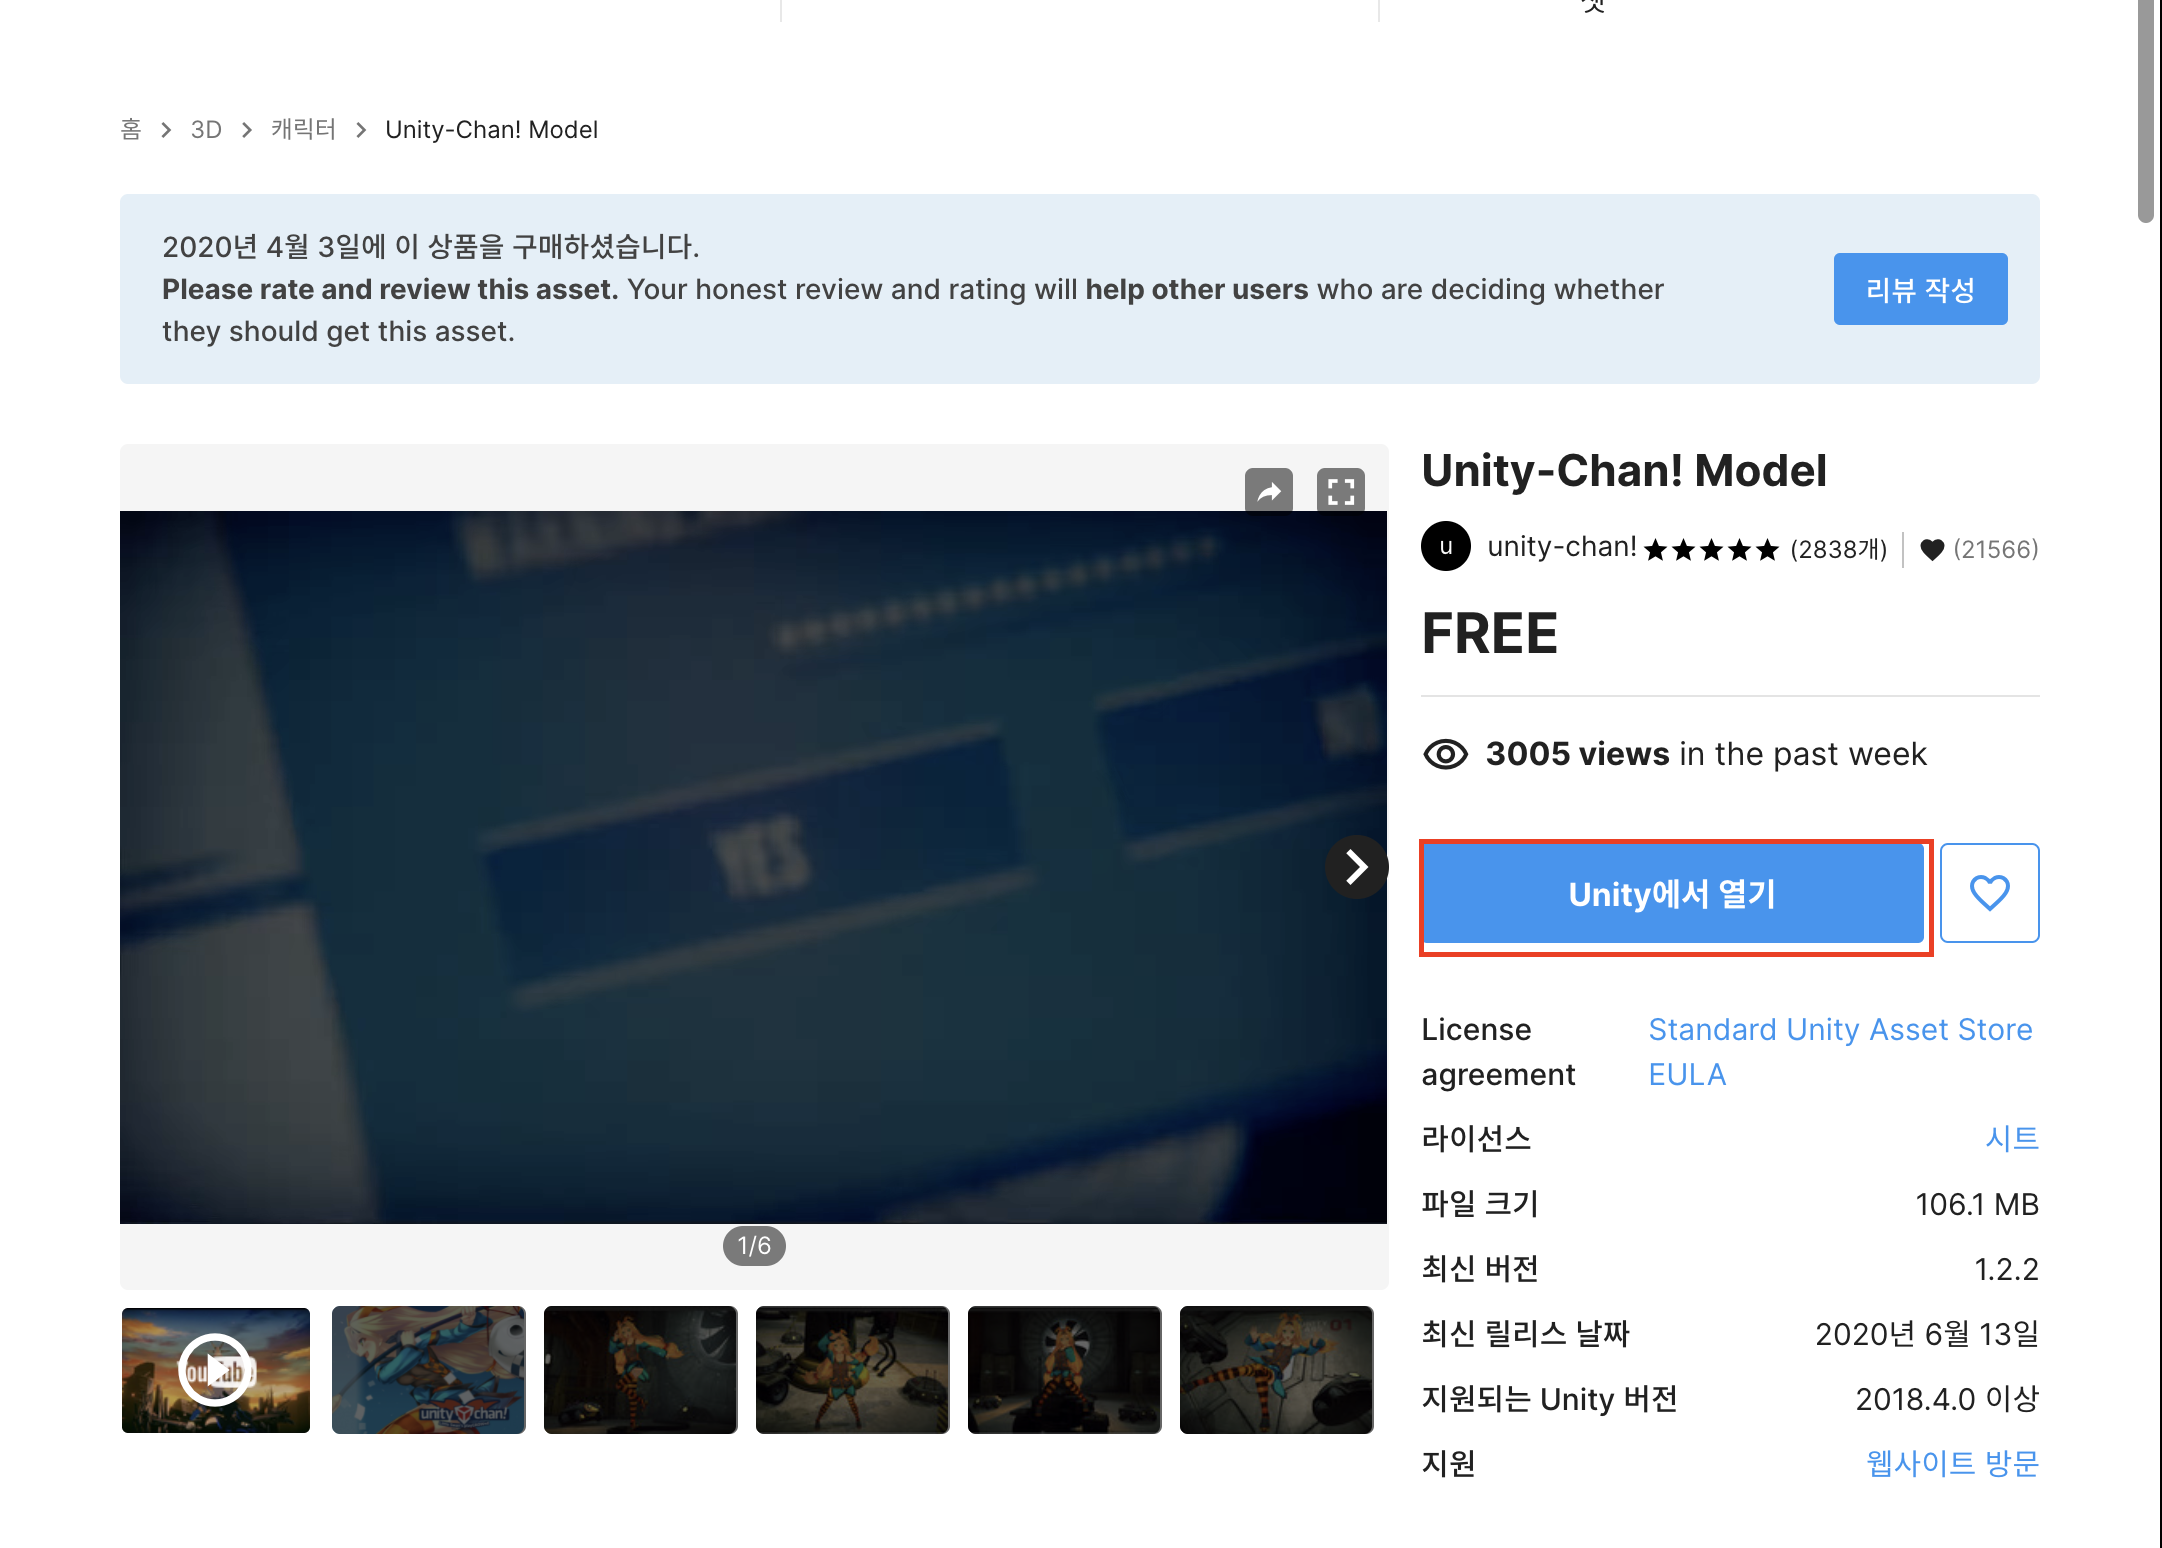 홈 > 3D > 캐릭터 > Unity-Chan! Model
2020년 4월 3일에 이 상품을 구매하셨습니다.
Please rate and review this asset. Your honest review and rating will help other users who are deciding whether
they should get this asset.
리뷰 작성
Unity-Chan! Model
u unity-chan! ★★★★★ (2838개) (21566)
FREE
3005 views in the past week
YES
Unity에서 열기
License
agreement
Standard Unity Asset Store
EULA
라이선스 시트
파일 크기 106.1 MB
1/6
최신 버전 1.2.2
최신 릴리스 날짜 2020년 6월 13일
지원되는 Unity 버전 2018.4.0 이상
unity chan!
지원 웹사이트 방문